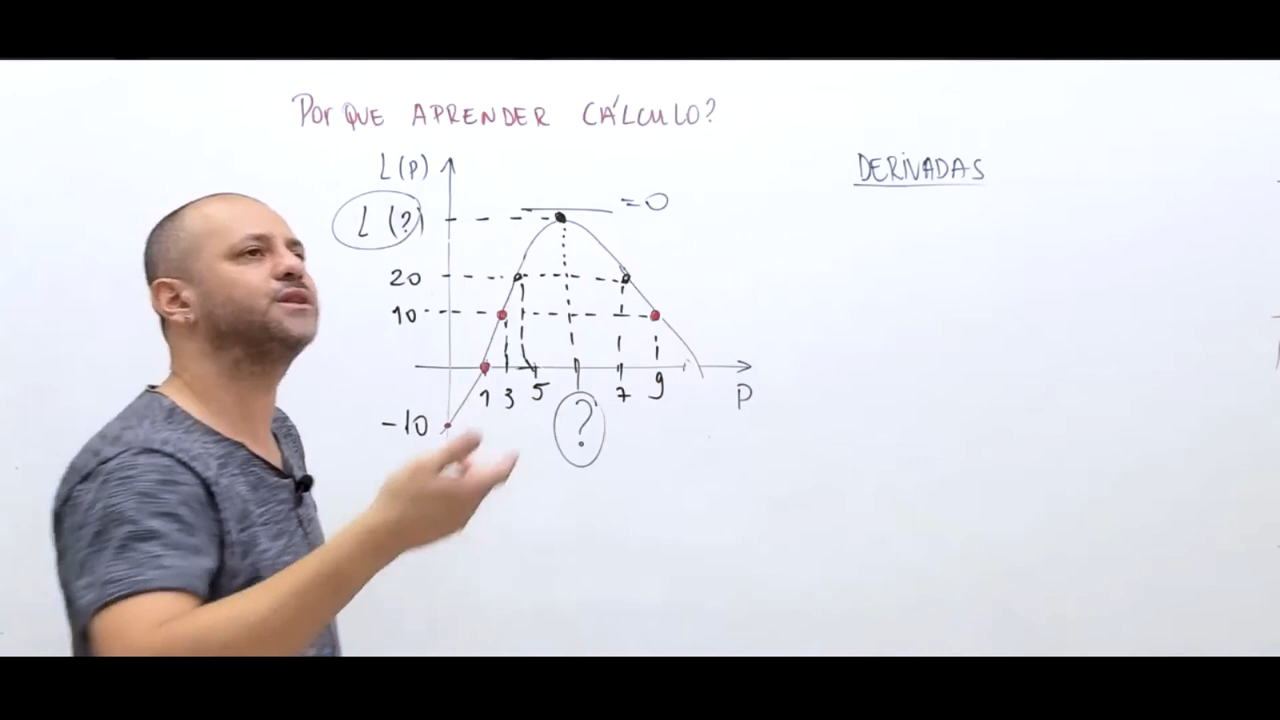 Por QUE APRENDER CÁLCULO?
L(P)
DERIVADAS
= 0
L(?)
20
10
1 3 5 7 9
P
?
-10